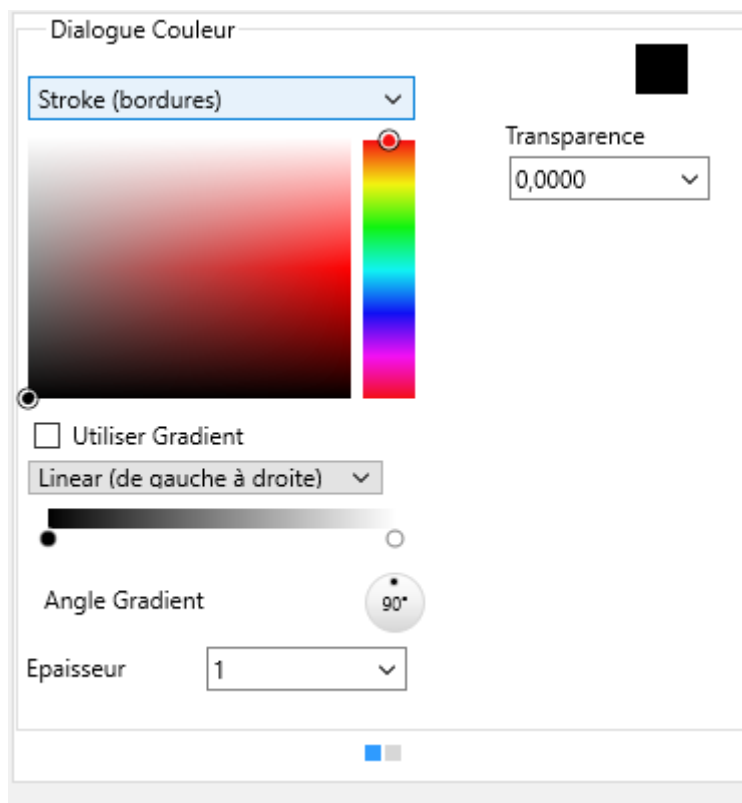 Dialogue Couleur
Stroke (bordures)
Transparence
0,0000
Utiliser Gradient
Linear (de gauche à droite)
Angle Gradient
90°
Epaisseur
1